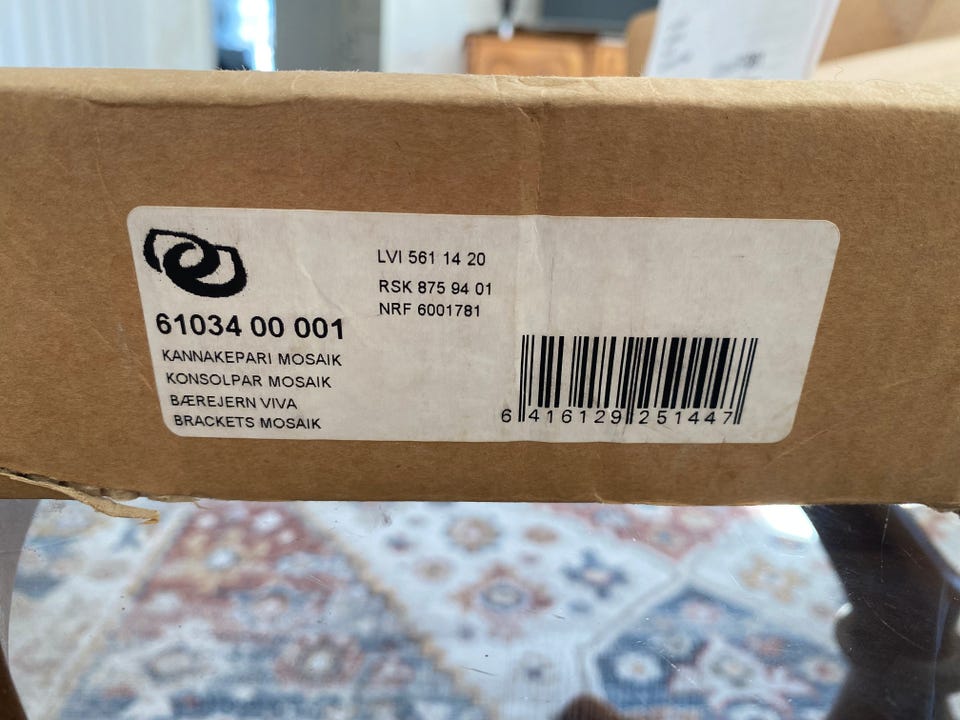 61034 00 001
KANNAKEPARI MOSAIK
KONSOLPAR MOSAIK
BÆREJERN VIVA
BRACKETS MOSAIK
LVI 561 14 20
RSK 875 94 01
NRF 6001781
6 416129 251447